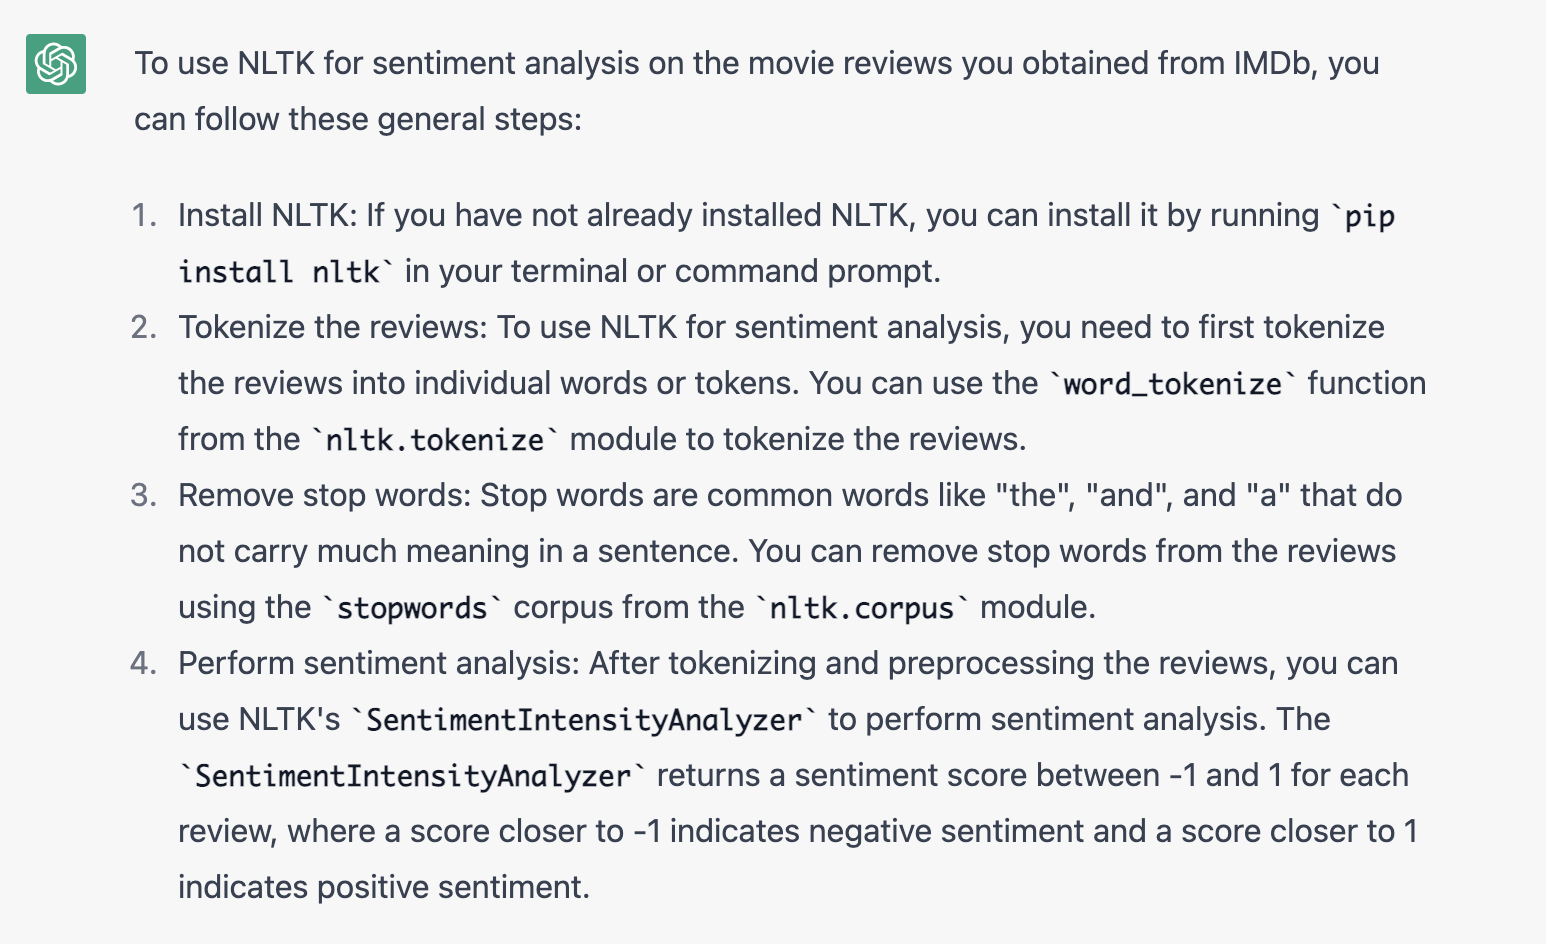 To use NLTK for sentiment analysis on the movie reviews you obtained from IMDb, you
can follow these general steps:
1. Install NLTK: If you have not already installed NLTK, you can install it by running `pip
install nltk` in your terminal or command prompt.
2. Tokenize the reviews: To use NLTK for sentiment analysis, you need to first tokenize
the reviews into individual words or tokens. You can use the `word_tokenize` function
from the `nltk.tokenize` module to tokenize the reviews.
3. Remove stop words: Stop words are common words like "the", "and", and "a" that do
not carry much meaning in a sentence. You can remove stop words from the reviews
using the `stopwords` corpus from the `nltk.corpus` module.
4. Perform sentiment analysis: After tokenizing and preprocessing the reviews, you can
use NLTK's `SentimentIntensityAnalyzer` to perform sentiment analysis. The
`SentimentIntensityAnalyzer` returns a sentiment score between -1 and 1 for each
review, where a score closer to -1 indicates negative sentiment and a score closer to 1
indicates positive sentiment.